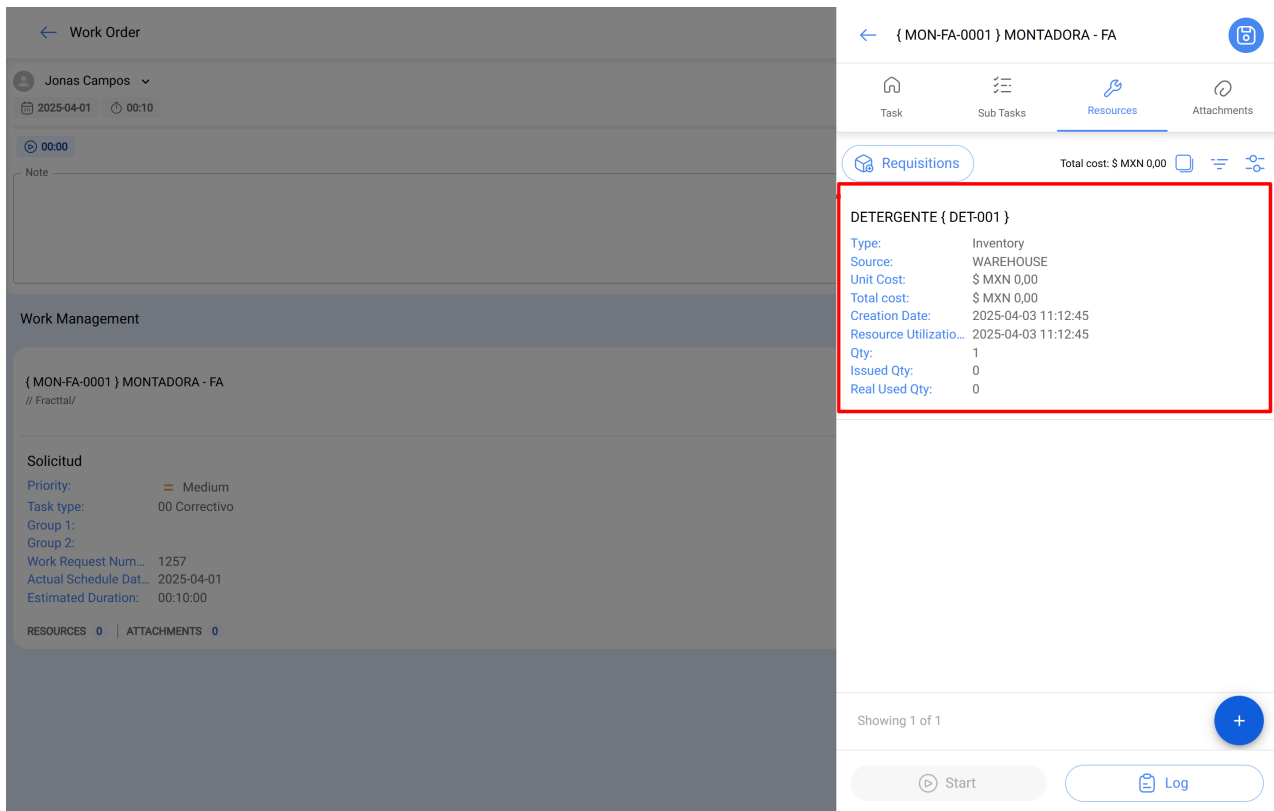 Work Order
Jonas Campos
2025-04-01 00:10
00:00
Note
Work Management
{ MON-FA-0001 } MONTADORA - FA
// Fracttal/
Solicitud
Priority: Medium
Task type: 00 Correctivo
Group 1:
Group 2:
Work Request Num... 1257
Actual Schedule Dat... 2025-04-01
Estimated Duration: 00:10:00
RESOURCES 0 ATTACHMENTS 0
{ MON-FA-0001 } MONTADORA - FA
Task Sub Tasks Resources Attachments
Requisitions Total cost: $ MXN 0,00
DETERGENTE { DET-001 }
Type: Inventory
Source: WAREHOUSE
Unit Cost: $ MXN 0,00
Total cost: $ MXN 0,00
Creation Date: 2025-04-03 11:12:45
Resource Utilizatio... 2025-04-03 11:12:45
Qty: 1
Issued Qty: 0
Real Used Qty: 0
Showing 1 of 1
+
Start Log